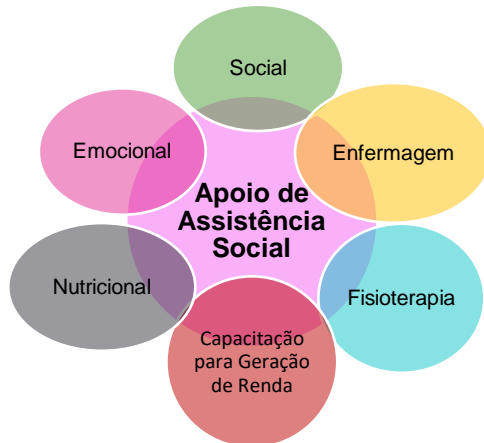 Social
Emocional
Enfermagem
Apoio de
Assistência
Social
Nutricional
Fisioterapia
Capacitação
para Geração
de Renda